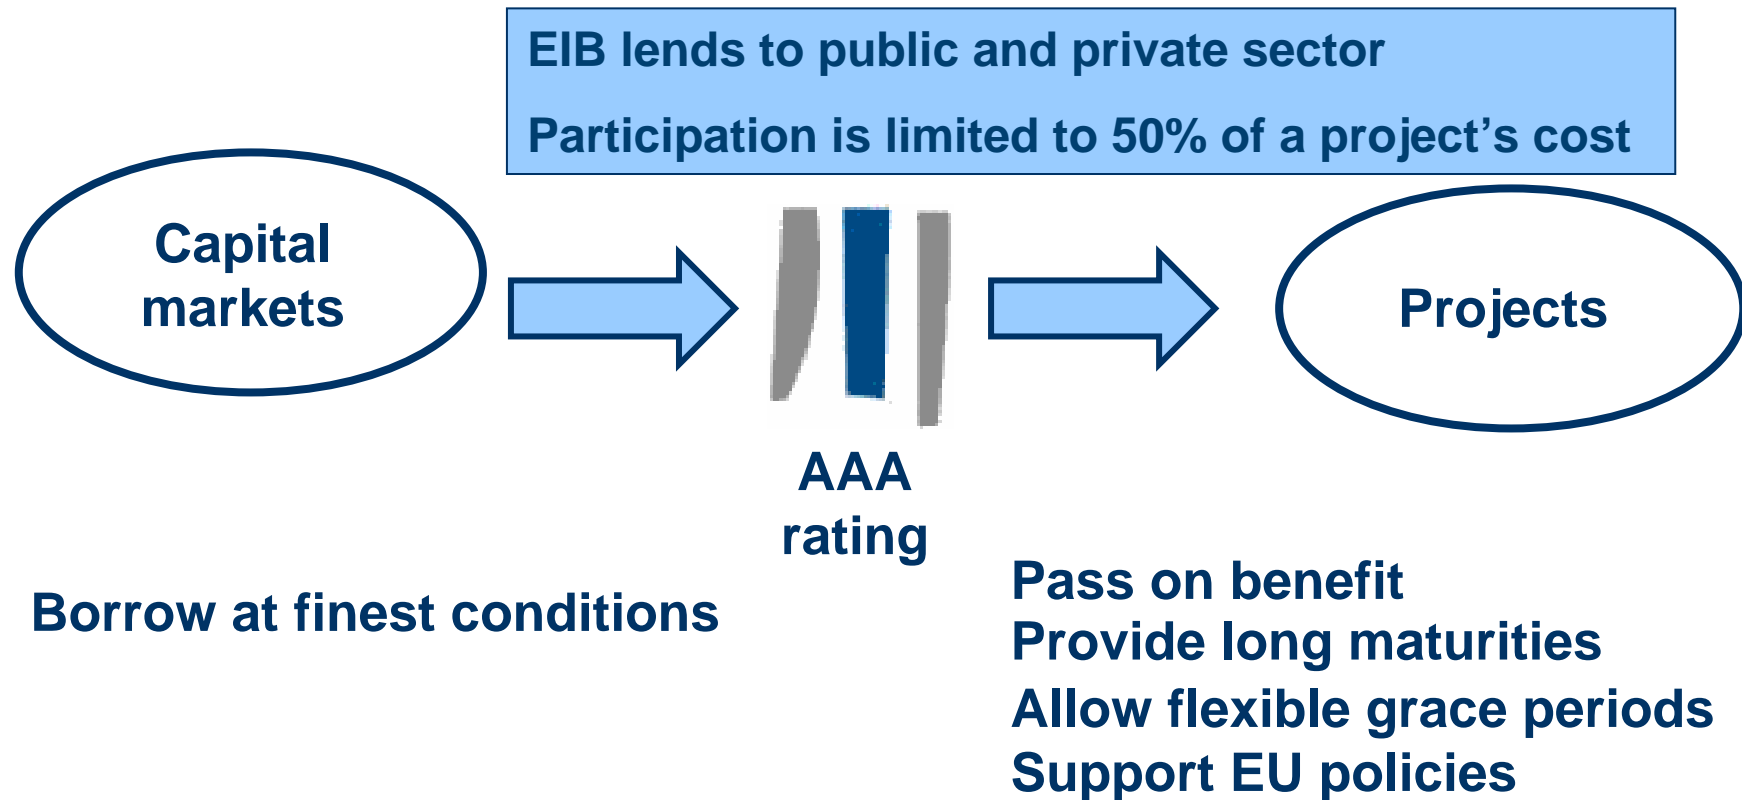 EIB lends to public and private sector
Participation is limited to 50% of a project’s cost
Capital
markets
Projects
AAA
rating
Borrow at finest conditions
Pass on benefit
Provide long maturities
Allow flexible grace periods
Support EU policies